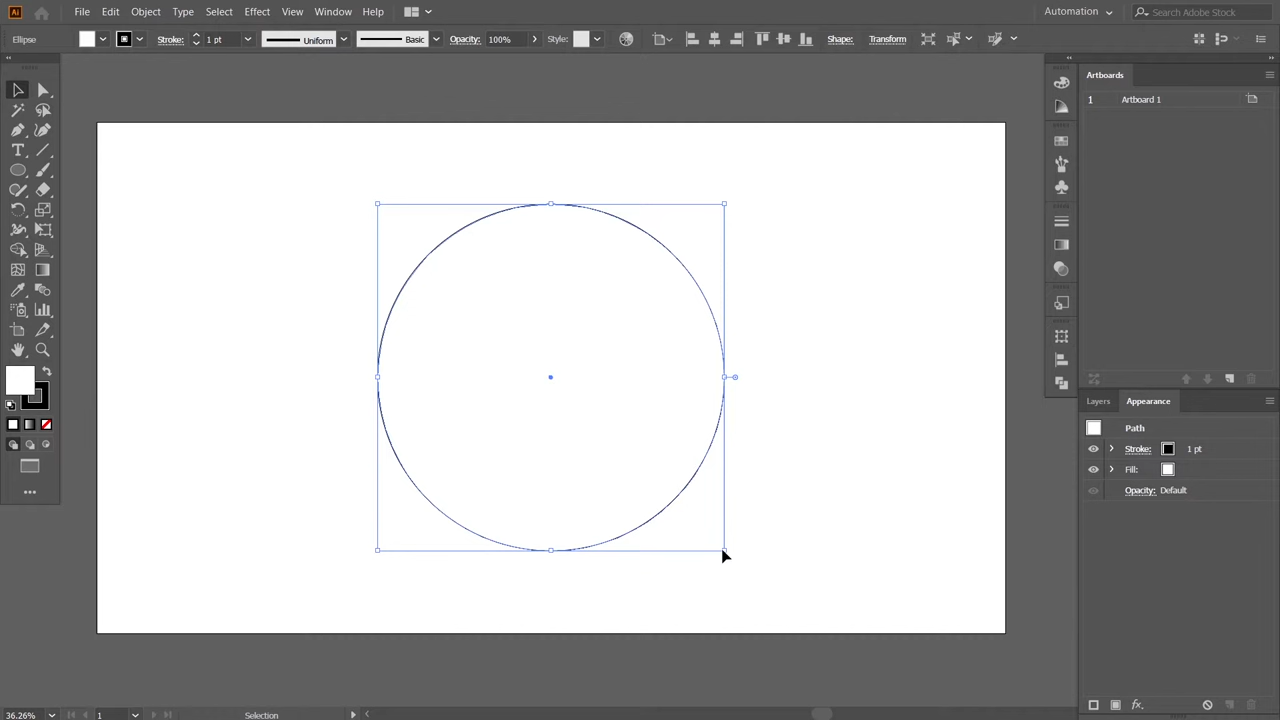 Ai File Edit Object Type Select Effect View Window Help Automation Search Adobe Stock
Ellipse Stroke: 1 pt Uniform Basic Opacity: 100% Style: Shape: Transform
Artboards
1 Artboard 1
Layers Appearance
Path
Stroke: 1 pt
Fill:
Opacity: Default
fx.
36.26% 1 Selection